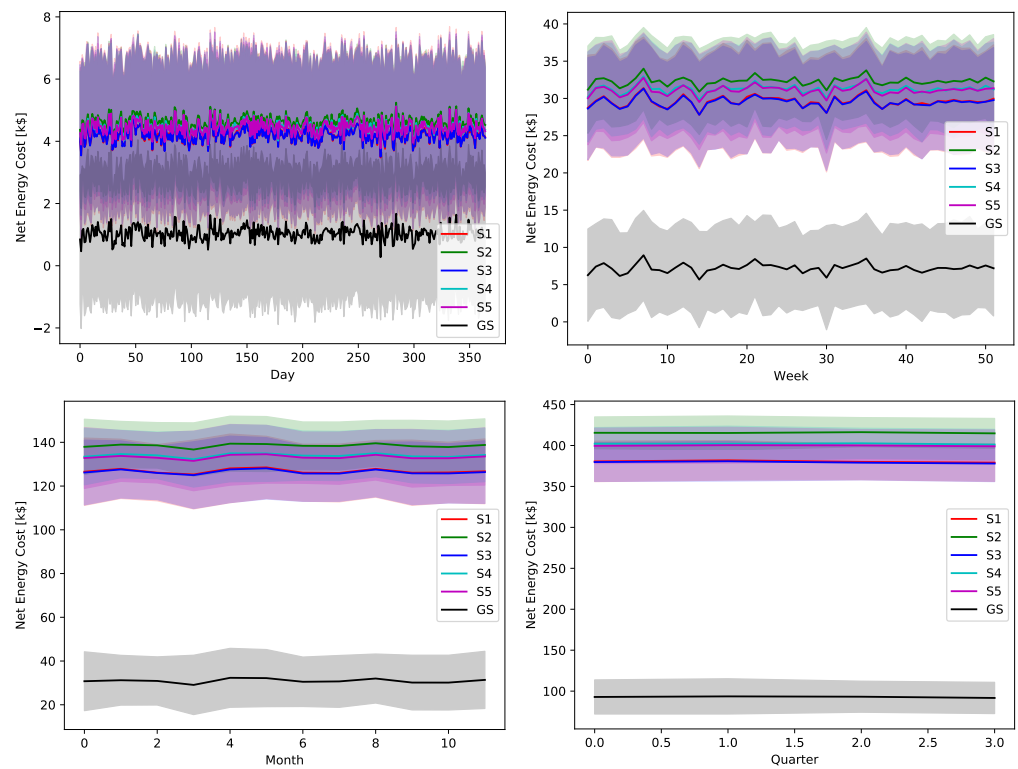 8
6
4
2
0
−2
Net Energy Cost [k$]
0 50 100 150 200 250 300 350
Day
S1
S2
S3
S4
S5
GS
40
35
30
25
20
15
10
5
0
Net Energy Cost [k$]
0 10 20 30 40 50
Week
S1
S2
S3
S4
S5
GS
140
120
100
80
60
40
20
Net Energy Cost [k$]
0 2 4 6 8 10
Month
S1
S2
S3
S4
S5
GS
450
400
350
300
250
200
150
100
Net Energy Cost [k$]
0.0 0.5 1.0 1.5 2.0 2.5 3.0
Quarter
S1
S2
S3
S4
S5
GS